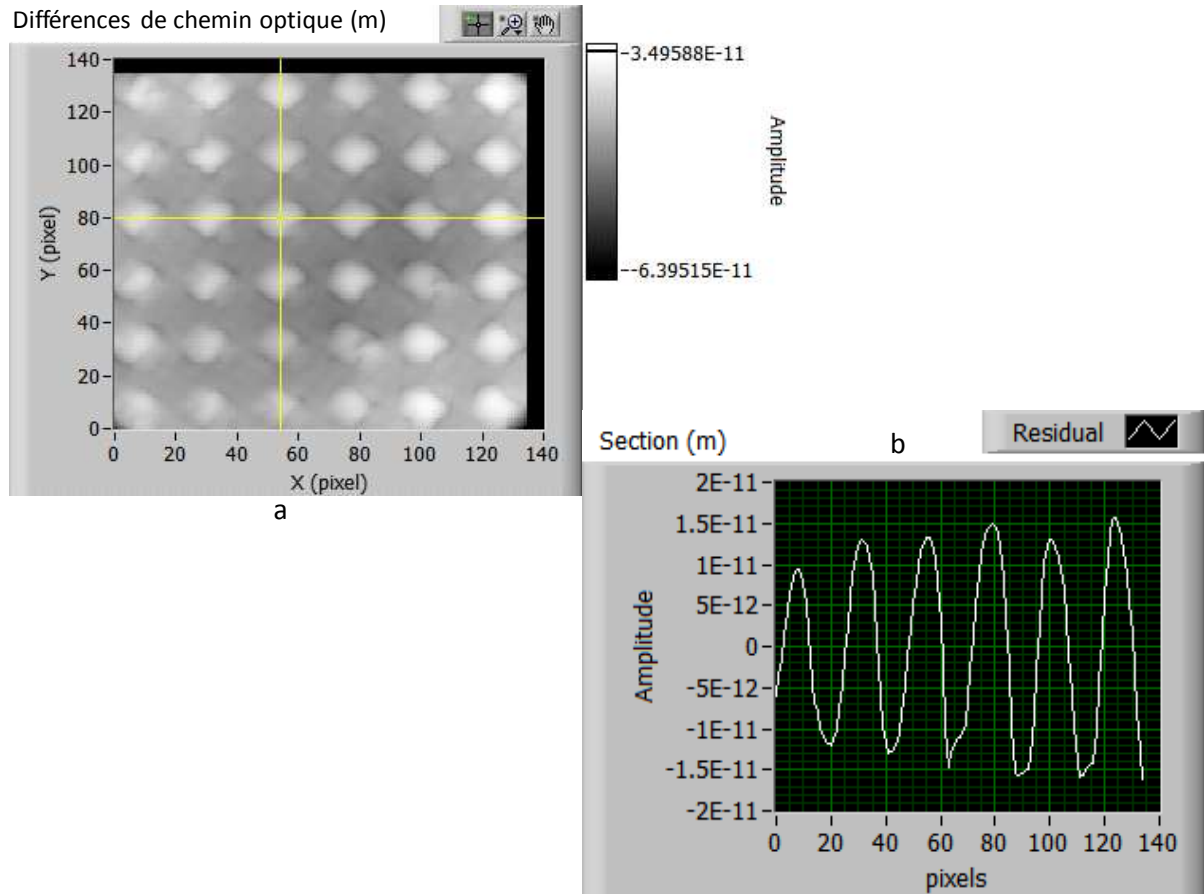 Différences de chemin optique (m)
140
120
100
80
60
40
20
0
Y (pixel)
0 20 40 60 80 100 120 140
X (pixel)
a
-3.49588E-11
--6.39515E-11
Amplitude
Section (m)
b
Residual
2E-11
1.5E-11
1E-11
5E-12
0
-5E-12
-1E-11
-1.5E-11
-2E-11
Amplitude
0 20 40 60 80 100 120 140
pixels